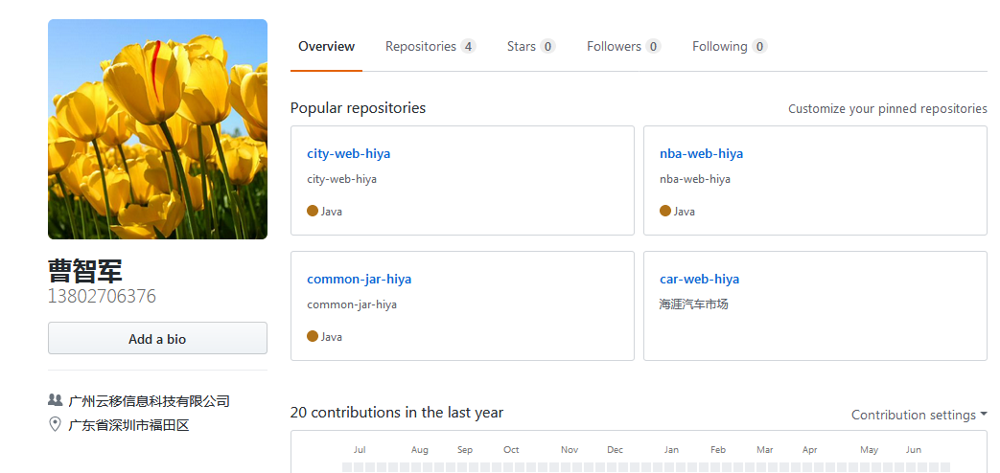 Overview Repositories 4 Stars 0 Followers 0 Following 0
Popular repositories Customize your pinned repositories
city-web-hiya
city-web-hiya
Java
nba-web-hiya
nba-web-hiya
Java
common-jar-hiya
common-jar-hiya
Java
car-web-hiya
海涯汽车市场
曹智军
13802706376
Add a bio
广州云移信息科技有限公司
广东省深圳市福田区
20 contributions in the last year Contribution settings
Jul Aug Sep Oct Nov Dec Jan Feb Mar Apr May Jun